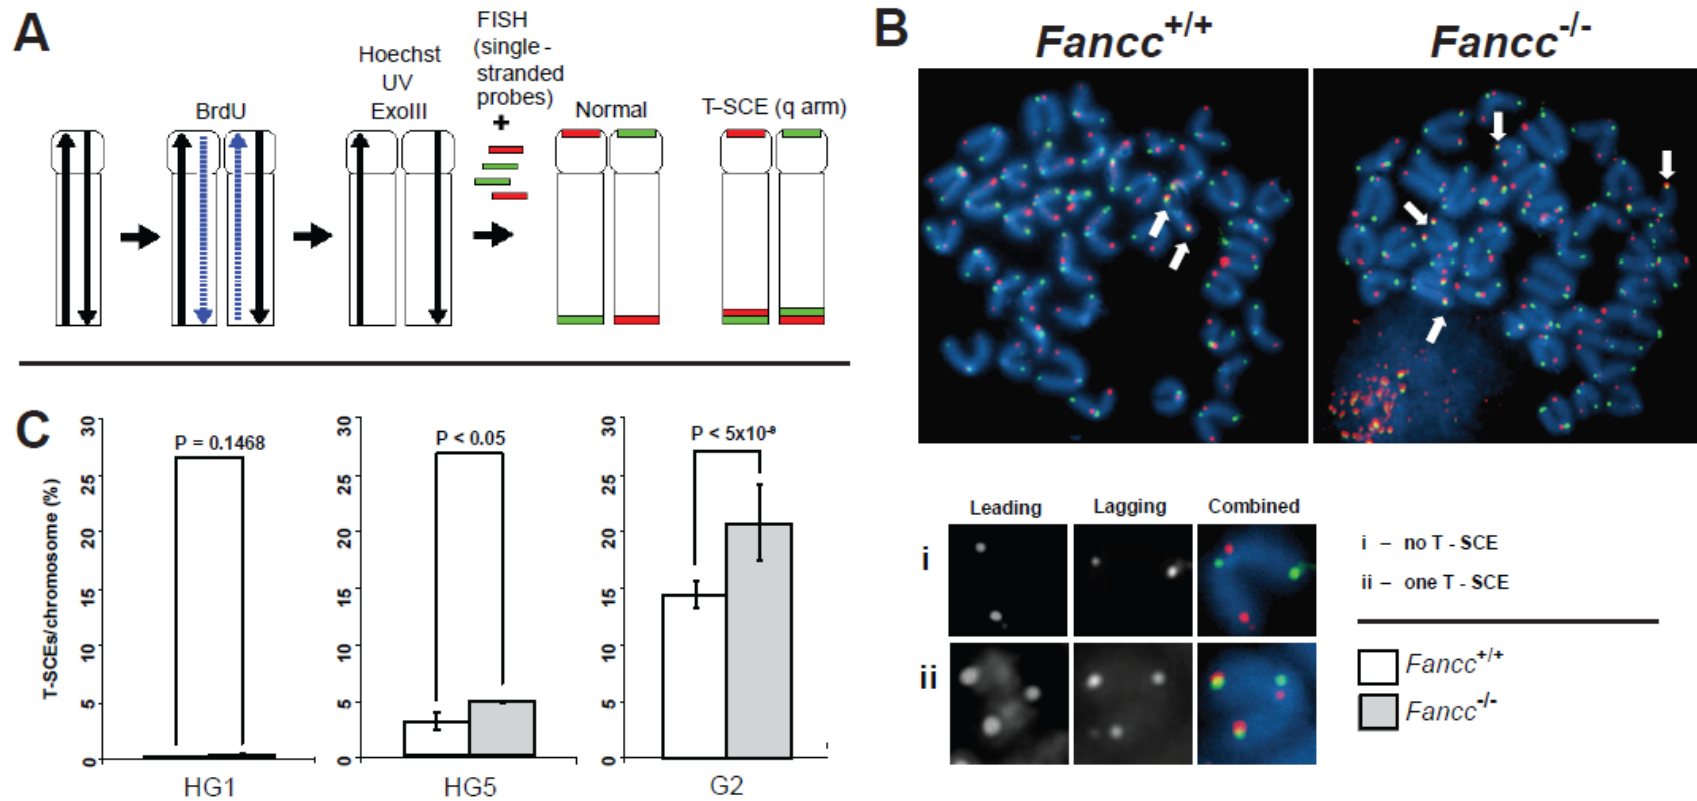 A
BrdU
Hoechst
UV
ExoIII
FISH
(single -
stranded
probes)
+
Normal
T–SCE (q arm)
B
Fancc+/+
Fancc-/-
Leading
Lagging
Combined
i
ii
i – no T - SCE
ii – one T - SCE
Fancc+/+
Fancc-/-
C
T-SCEs/chromosome (%)
30
25
20
15
10
5
0
P = 0.1468
HG1
30
25
20
15
10
5
0
P < 0.05
HG5
30
25
20
15
10
5
0
P < 5x10-9
G2